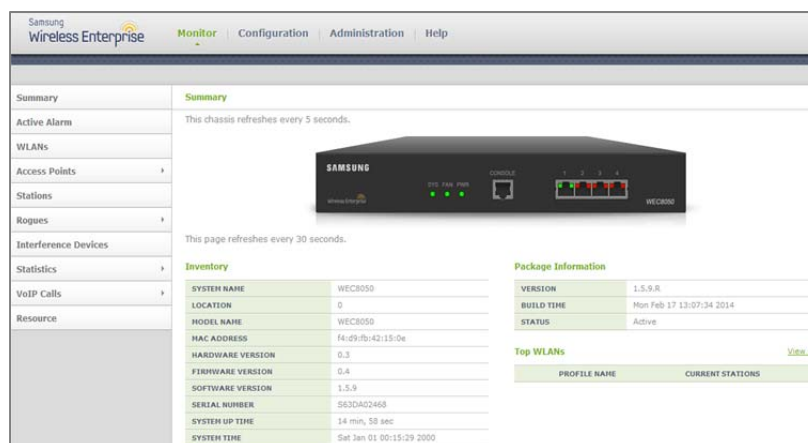 Samsung
Wireless Enterprise
Monitor
Configuration
Administration
Help
Summary
Active Alarm
WLANs
Access Points
Stations
Rogues
Interference Devices
Statistics
VoIP Calls
Resource
Summary
This chassis refreshes every 5 seconds.
SAMSUNG
SYS FAN PWR
CONSOLE
1 2 3 4
Wireless Enterprise
WEC8050
This page refreshes every 30 seconds.
Inventory
SYSTEM NAME WEC8050
LOCATION 0
MODEL NAME WEC8050
MAC ADDRESS f4:d9:fb:42:15:0e
HARDWARE VERSION 0.3
FIRMWARE VERSION 0.4
SOFTWARE VERSION 1.5.9
SERIAL NUMBER S63DA02468
SYSTEM UP TIME 14 min, 58 sec
SYSTEM TIME Sat Jan 01 00:15:29 2000
Package Information
VERSION 1.5.9.R
BUILD TIME Mon Feb 17 13:07:34 2014
STATUS Active
Top WLANs
View.
PROFILE NAME CURRENT STATIONS